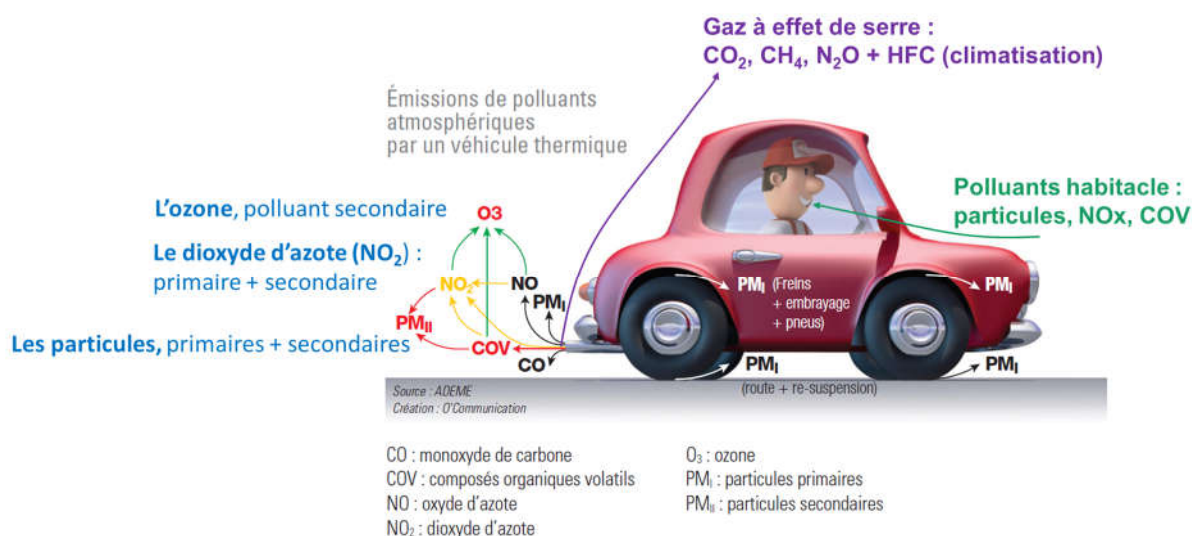 Gaz à effet de serre :
CO₂, CH₄, N₂O + HFC (climatisation)
Émissions de polluants
atmosphériques
par un véhicule thermique
Polluants habitacle :
particules, NOx, COV
L'ozone, polluant secondaire
O3
Le dioxyde d'azote (NO₂) :
primaire + secondaire
NO₂
NO
PMI
PMII
Les particules, primaires + secondaires
COV
CO
PMI (Freins
+ embrayage
+ pneus)
PMI
PMI
(route + re-suspension)
PMI
Source : ADEME
Création : O'Communication
CO : monoxyde de carbone
COV : composés organiques volatils
NO : oxyde d'azote
NO₂ : dioxyde d'azote
O₃ : ozone
PMI : particules primaires
PMII : particules secondaires